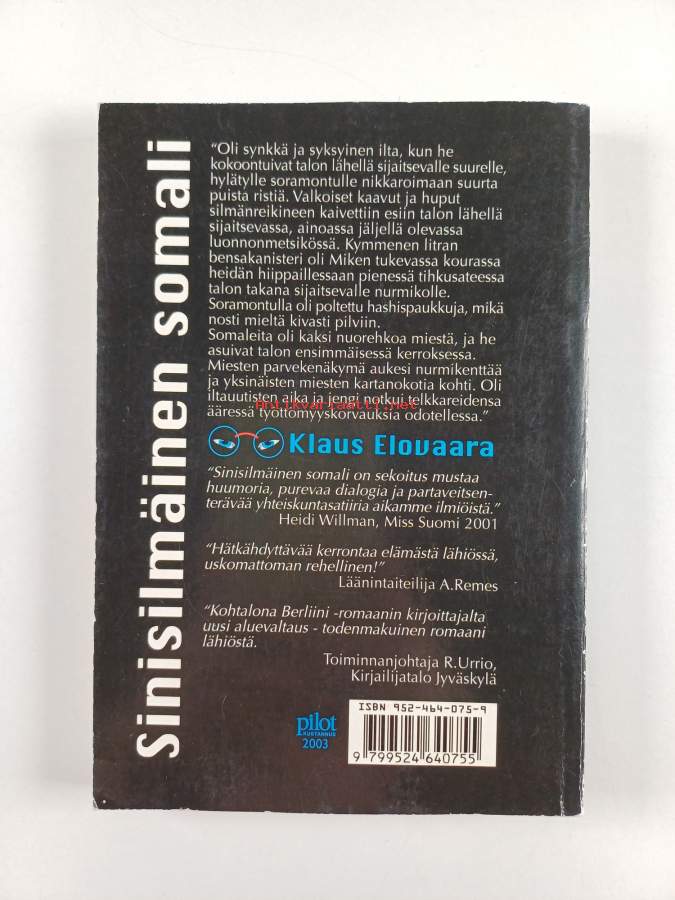 Sinisilmäinen somali
“Oli synkkä ja syksyinen ilta, kun he
kokoontuivat talon lähellä sijaitsevalle suurelle,
hylätylle soramontulle nikkaroimaan suurta
puista ristiä. Valkoiset kaavut ja huput
silmänreikineen kaivettiin esiin talon lähellä
sijaitsevassa, ainoassa jäljellä olevassa
luonnonmetsikössä. Kymmenen litran
bensakanisteri oli Miken tukevassa kourassa
heidän hiippaillessaan pienessä tihkusateessa
talon takana sijaitsevalle nurmikolle.
Soramontulla oli poltettu hashispaukkuja, mikä
nosti mieltä kivasti pilviin.
Somaleita oli kaksi nuorehkoa miestä, ja he
asuivat talon ensimmäisessä kerroksessa.
Miesten parvekenäkymä aukesi nurmikenttää
ja yksinäisten miesten kartanokotia kohti. Oli
iltauutisten aika ja jengi notkui telkkareidensa
Antikvariaatti.net
ääressä työttömyyskorvauksia odotellessa.”
Klaus Elovaara
“Sinisilmäinen somali on sekoitus mustaa
huumoria, purevaa dialogia ja partaveitsen-
terävää yhteiskuntasatiiria aikamme ilmiöistä.”
Heidi Willman, Miss Suomi 2001
“Hätkähdyttävää kerrontaa elämästä lähiössä,
uskomattoman rehellinen!”
Läänintaiteilija A.Remes
“Kohtalona Berliini -romaanin kirjoittajalta
uusi aluevaltaus - todenmakuinen romaani
lähiöstä.
Toiminnanjohtaja R.Urrio,
Kirjailijatalo Jyväskylä
pilot
KUSTANNUS
2003
ISBN 952-464-075-9
9 799524 640755